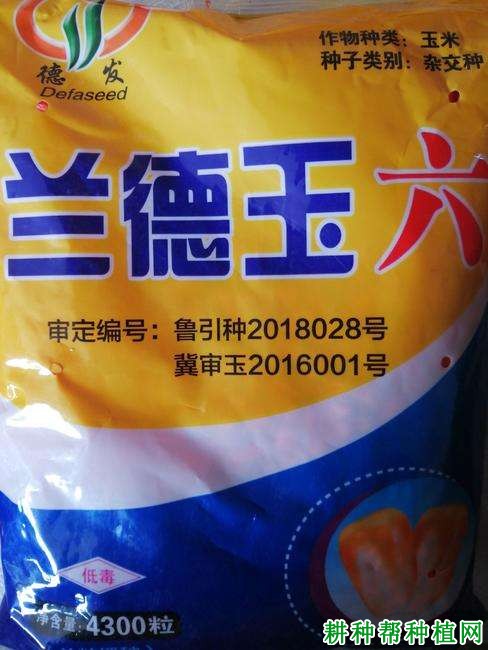 德发
Defaseed
作物种类：玉米
种子类别：杂交种
兰德玉六
审定编号：鲁引种2018028号
冀审玉2016001号
低毒
净含量：4300粒
耕种帮种植网